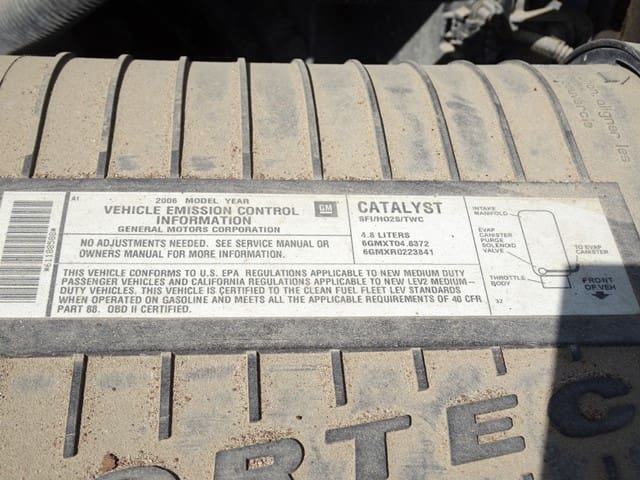 A1
2006 MODEL YEAR
VEHICLE EMISSION CONTROL
INFORMATION
GENERAL MOTORS CORPORATION
GM
NO ADJUSTMENTS NEEDED. SEE SERVICE MANUAL OR
OWNERS MANUAL FOR MORE INFORMATION.
CATALYST
SFI/HO2S/TWC
4.8 LITERS
6GMXT04.8372
6GMXR0223841
THIS VEHICLE CONFORMS TO U.S. EPA REGULATIONS APPLICABLE TO NEW MEDIUM DUTY
PASSENGER VEHICLES AND CALIFORNIA REGULATIONS APPLICABLE TO NEW LEV2 MEDIUM-
DUTY VEHICLES. THIS VEHICLE IS CERTIFIED TO THE CLEAN FUEL FLEET LEV STANDARDS
WHEN OPERATED ON GASOLINE AND MEETS ALL THE APPLICABLE REQUIREMENTS OF 40 CFR
PART 88. OBD II CERTIFIED.
INTAKE
MANIFOLD
EVAP
CANISTER
PURGE
SOLENOID
VALVE
THROTTLE
BODY
TO EVAP
CANISTER
FRONT
OF VEH
32
alinear las
ORTEC